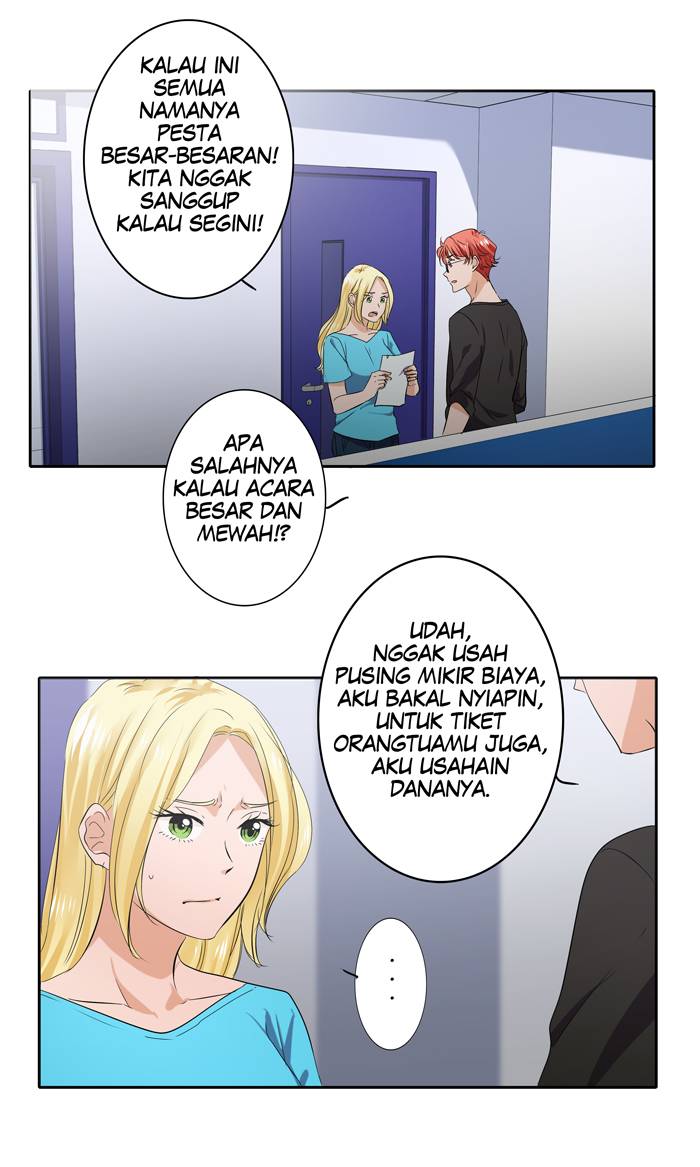 KALAU INI
SEMUA
NAMANYA
PESTA
BESAR-BESARAN!
KITA NGGAK
SANGGUP
KALAU SEGINI!
APA
SALAHNYA
KALAU ACARA
BESAR DAN
MEWAH!?
UDAH,
NGGAK USAH
PUSING MIKIR BIAYA,
AKU BAKAL NYIAPIN,
UNTUK TIKET
ORANGTUAMU JUGA,
AKU USAHAIN
DANANYA.
...